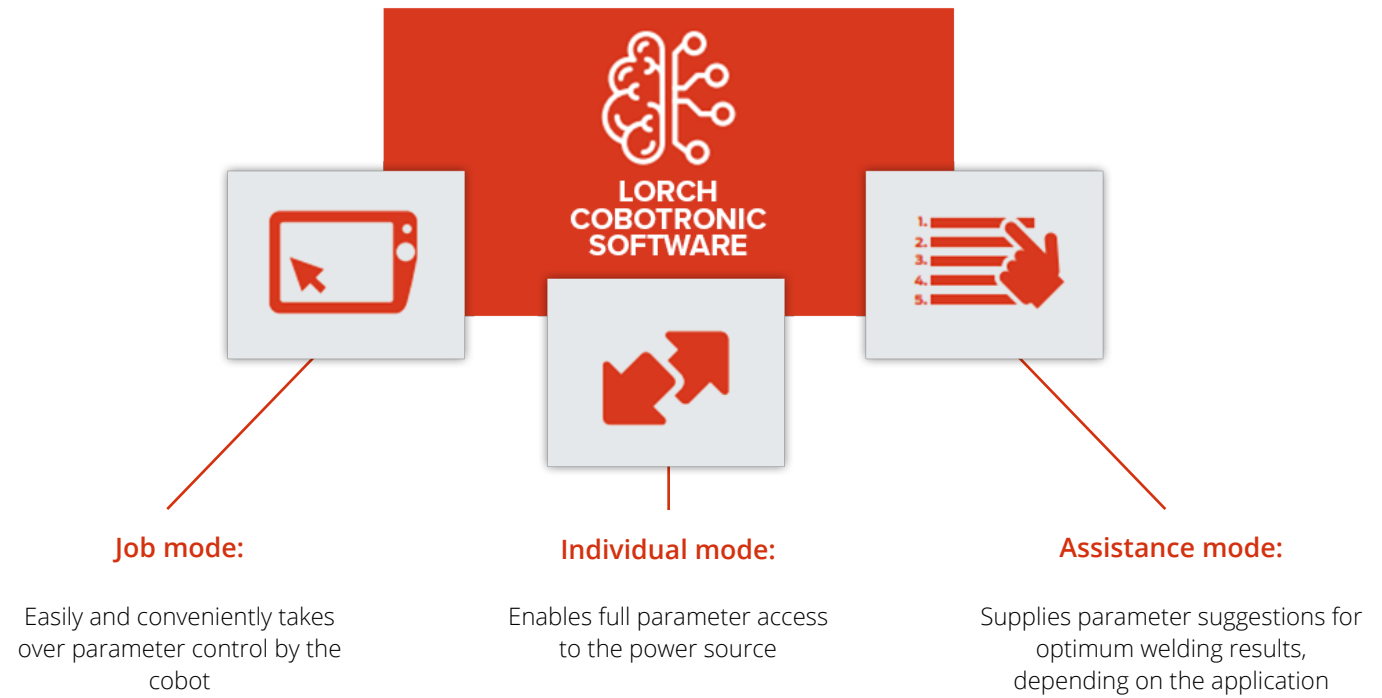 LORCH
COBOTRONIC
SOFTWARE
1.
2.
3.
4.
5.
Job mode:
Easily and conveniently takes
over parameter control by the
cobot
Individual mode:
Enables full parameter access
to the power source
Assistance mode:
Supplies parameter suggestions for
optimum welding results,
depending on the application